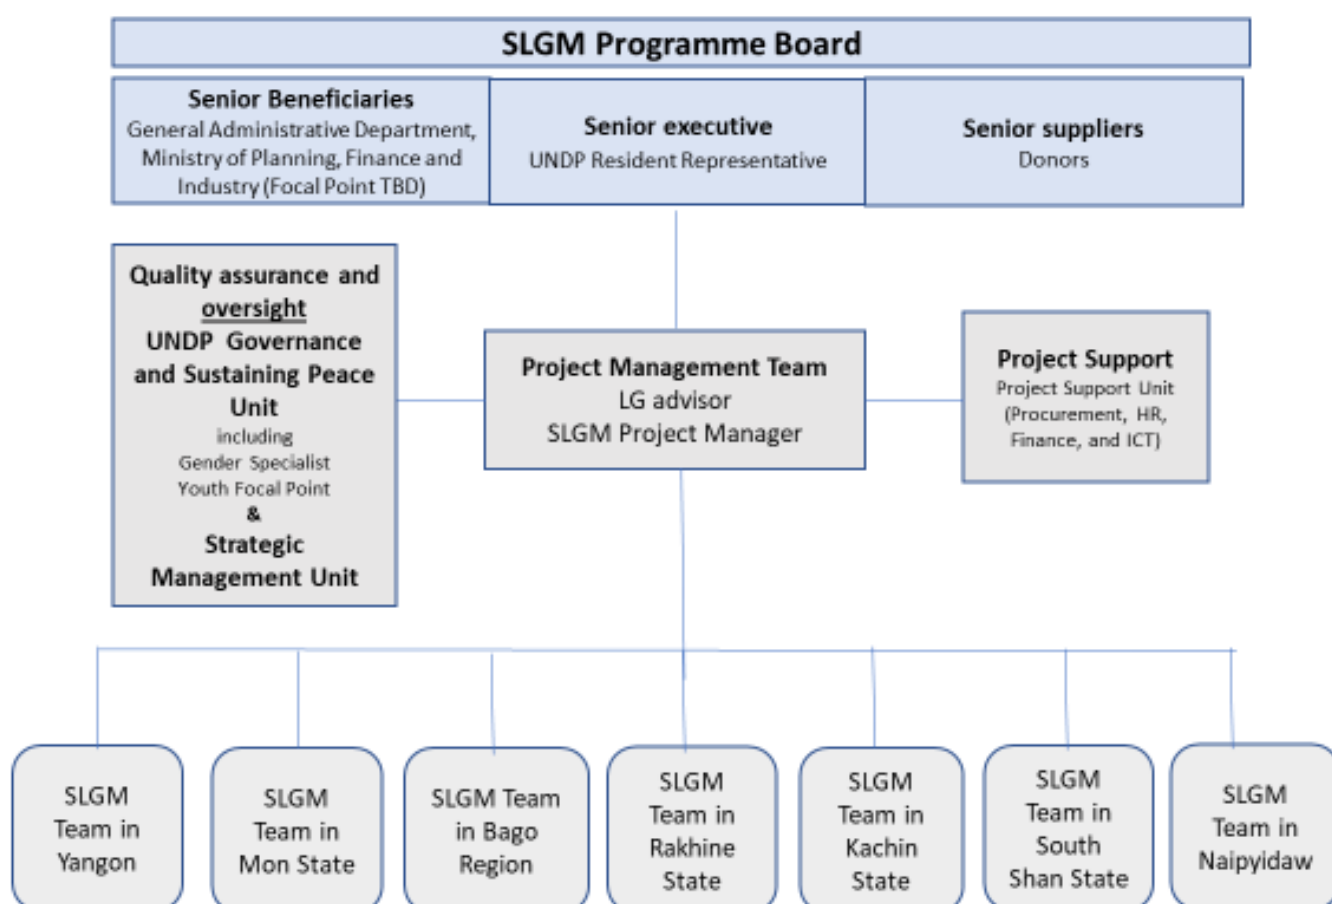 SLGM Programme Board
Senior Beneficiaries
General Administrative Department,
Ministry of Planning, Finance and
Industry (Focal Point TBD)
Senior executive
UNDP Resident Representative
Senior suppliers
Donors
Quality assurance and
oversight
UNDP Governance
and Sustaining Peace
Unit
including
Gender Specialist
Youth Focal Point
&
Strategic
Management Unit
Project Management Team
LG advisor
SLGM Project Manager
Project Support
Project Support Unit
(Procurement, HR,
Finance, and ICT)
SLGM
Team in
Yangon
SLGM
Team in
Mon State
SLGM Team
in Bago
Region
SLGM
Team in
Rakhine
State
SLGM
Team in
Kachin
State
SLGM
Team in
South
Shan State
SLGM
Team in
Naipyidaw